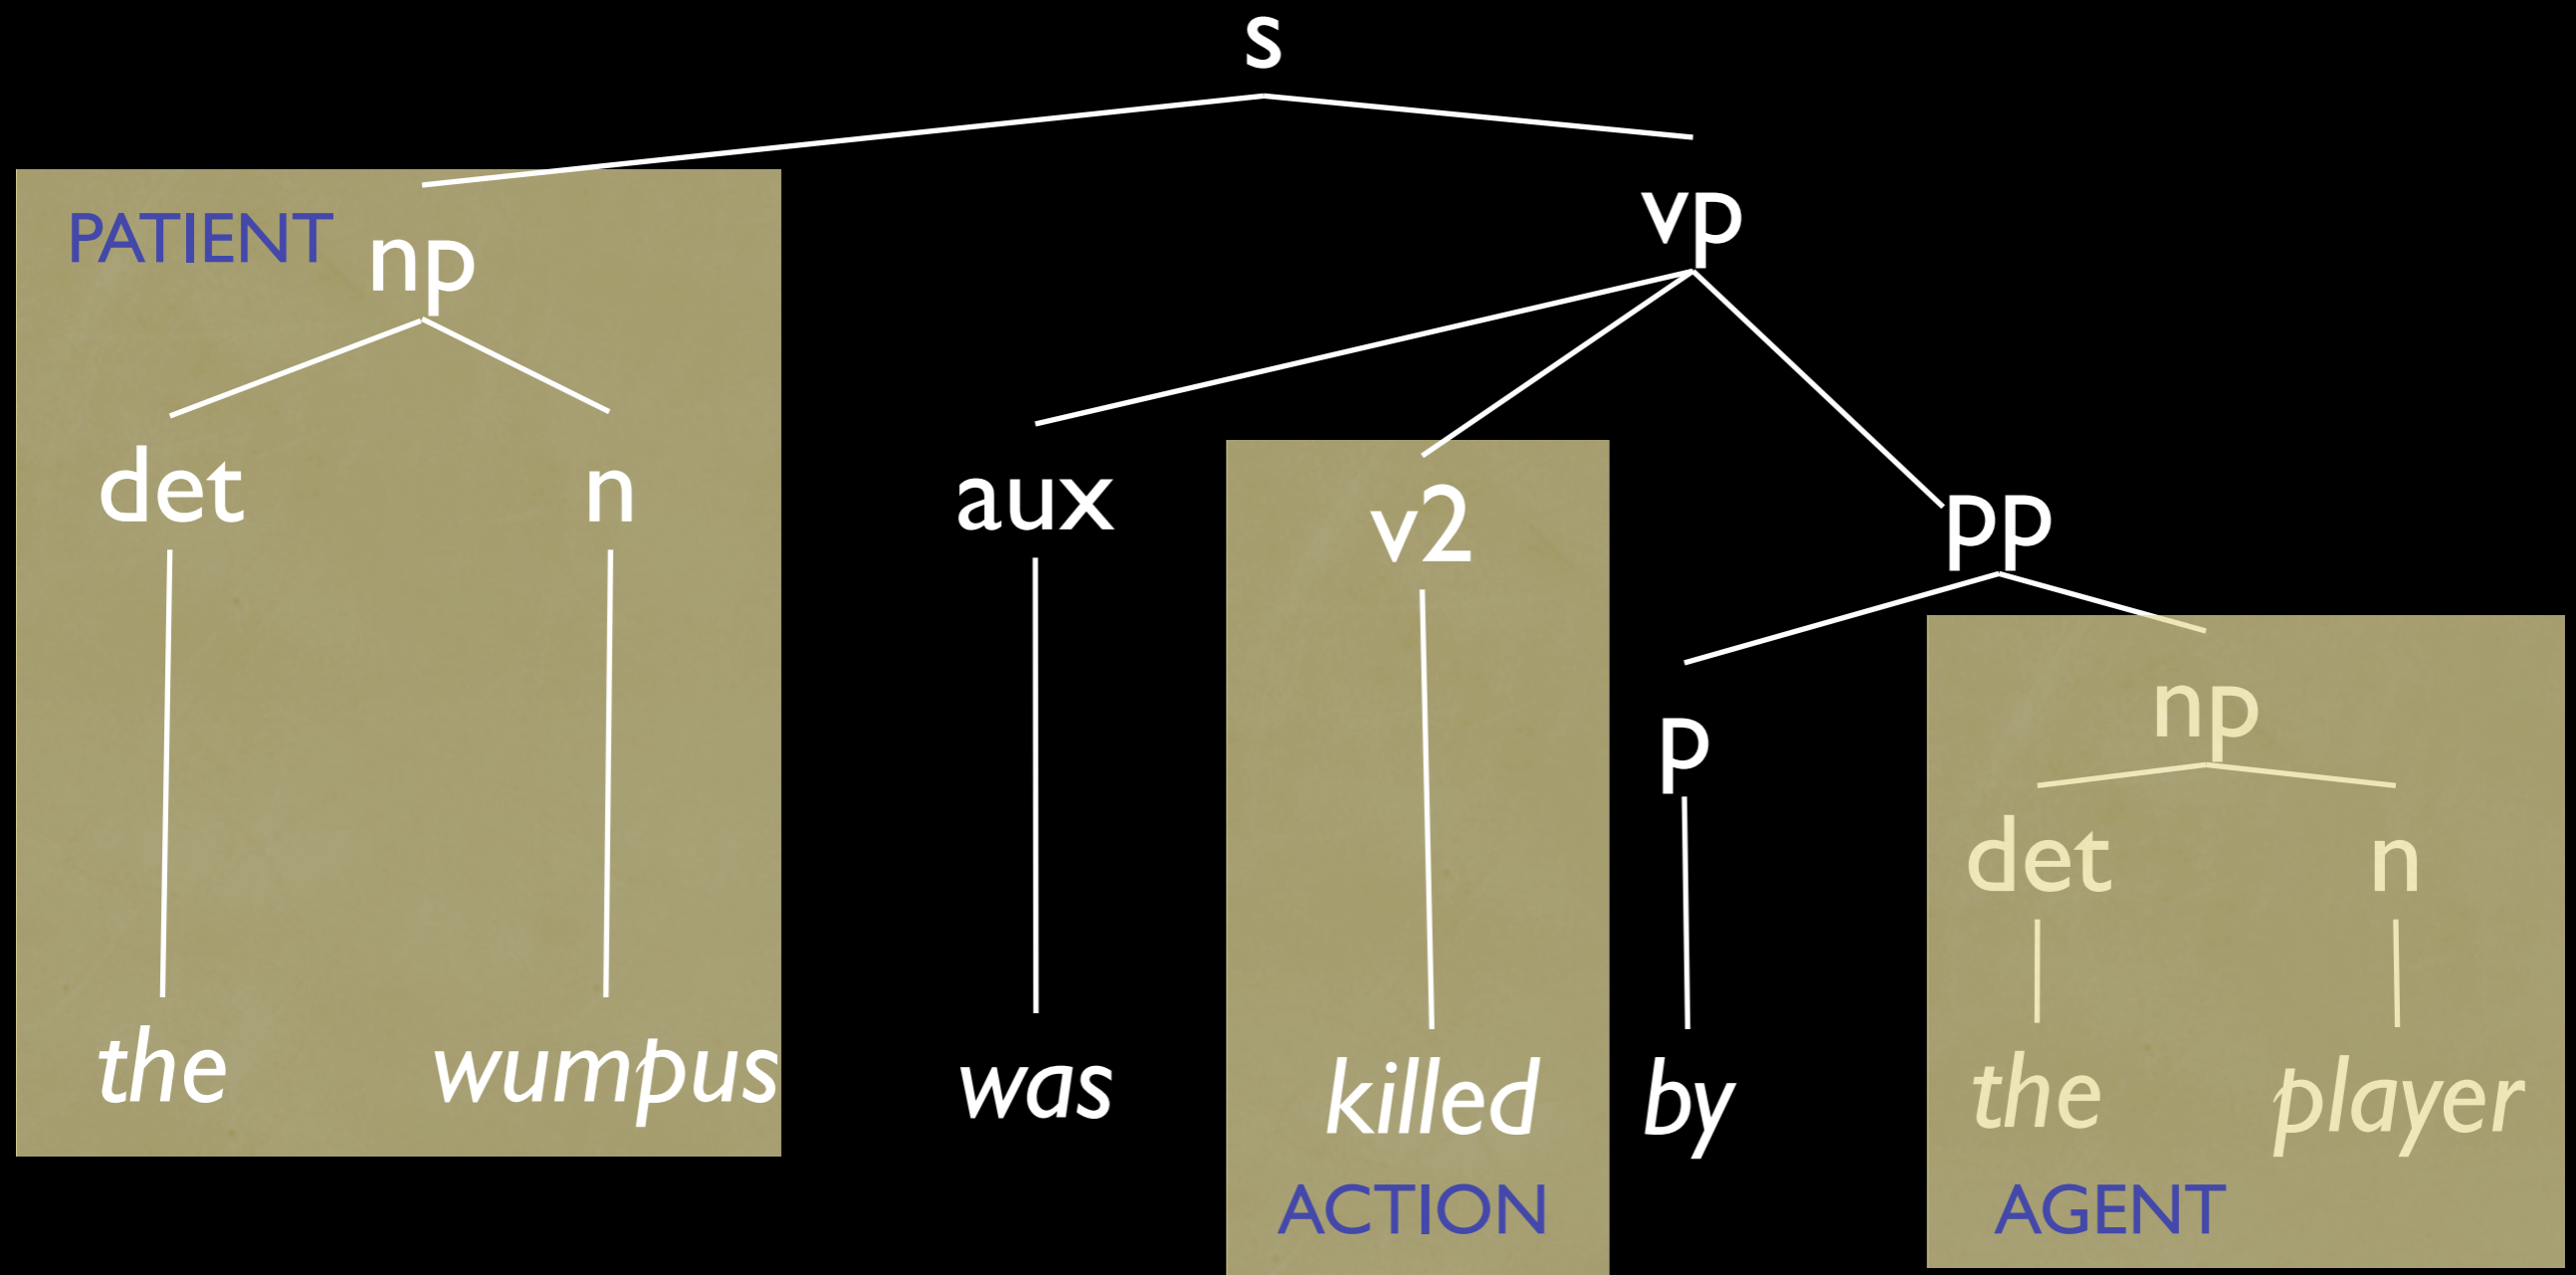 s
vp
PATIENT np
det n aux v2 pp
p np
det n
the wumpus was killed by the player
ACTION AGENT